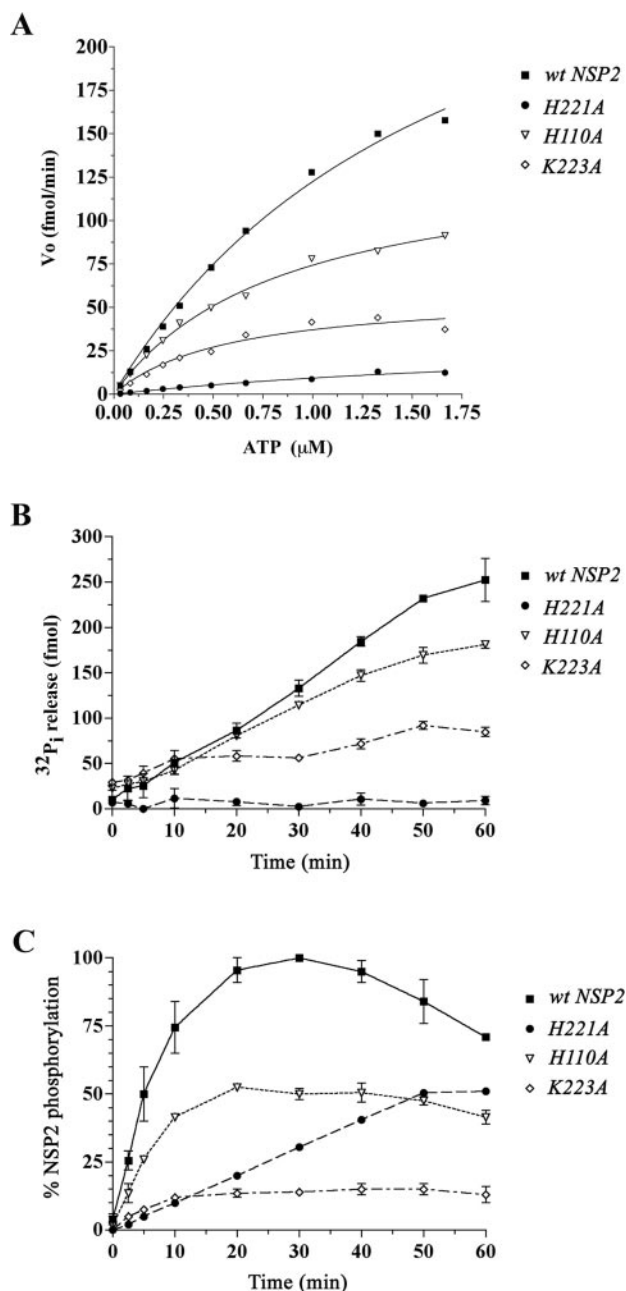 A
Vo (fmol/min)
200
175
150
125
100
75
50
25
0
0.00 0.25 0.50 0.75 1.00 1.25 1.50 1.75
ATP (μM)
wt NSP2
H221A
H110A
K223A
B
³²Pᵢ release (fmol)
300
250
200
150
100
50
0
0 10 20 30 40 50 60
Time (min)
wt NSP2
H221A
H110A
K223A
C
% NSP2 phosphorylation
100
75
50
25
0
0 10 20 30 40 50 60
Time (min)
wt NSP2
H221A
H110A
K223A